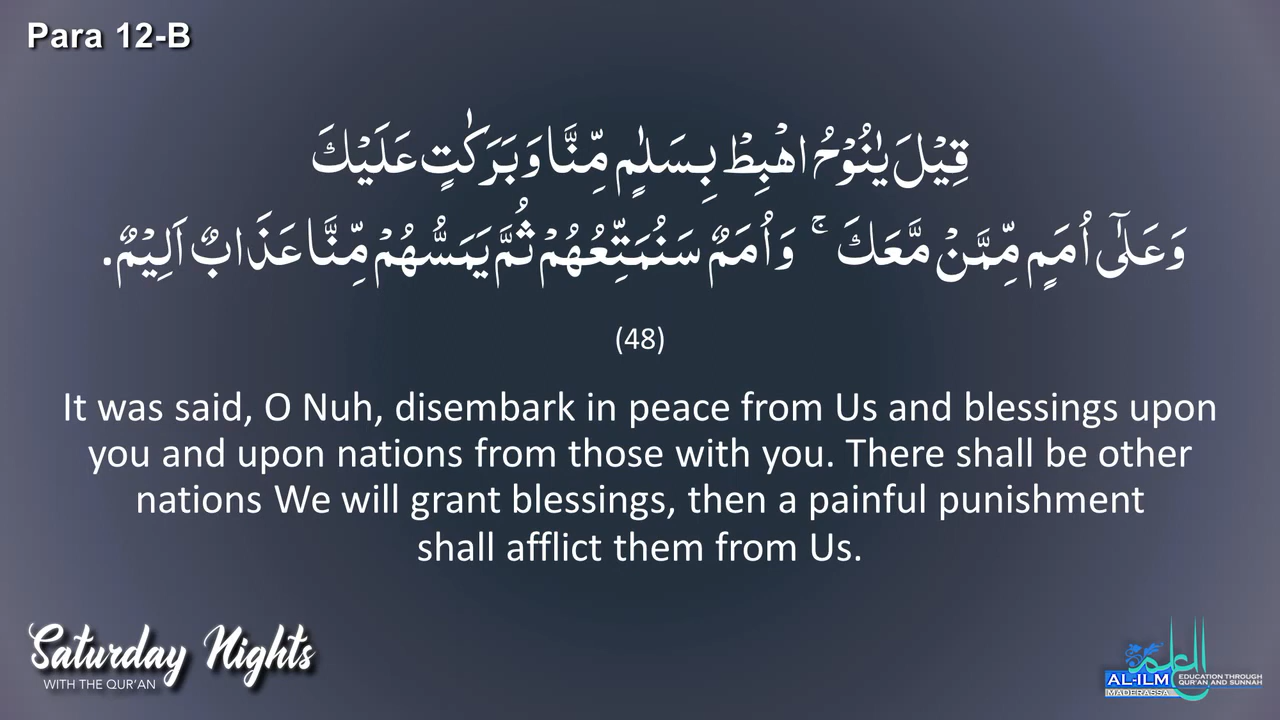 Para 12-B
قِيْلَ يٰنُوْحُ اهْبِطْ بِسَلٰمٍ مِّنَّا وَبَرَكٰتٍ عَلَيْكَ
وَعَلٰٓى اُمَمٍ مِّمَّنْ مَّعَكَ ۚ وَاُمَمٌ سَنُمَتِّعُهُمْ ثُمَّ يَمَسُّهُمْ مِّنَّا عَذَابٌ اَلِيْمٌ.
(48)
It was said, O Nuh, disembark in peace from Us and blessings upon
you and upon nations from those with you. There shall be other
nations We will grant blessings, then a painful punishment
shall afflict them from Us.
Saturday Nights
WITH THE QUR'AN
العلم
AL-ILM
MADERASSA
EDUCATION THROUGH
QUR'AN AND SUNNAH